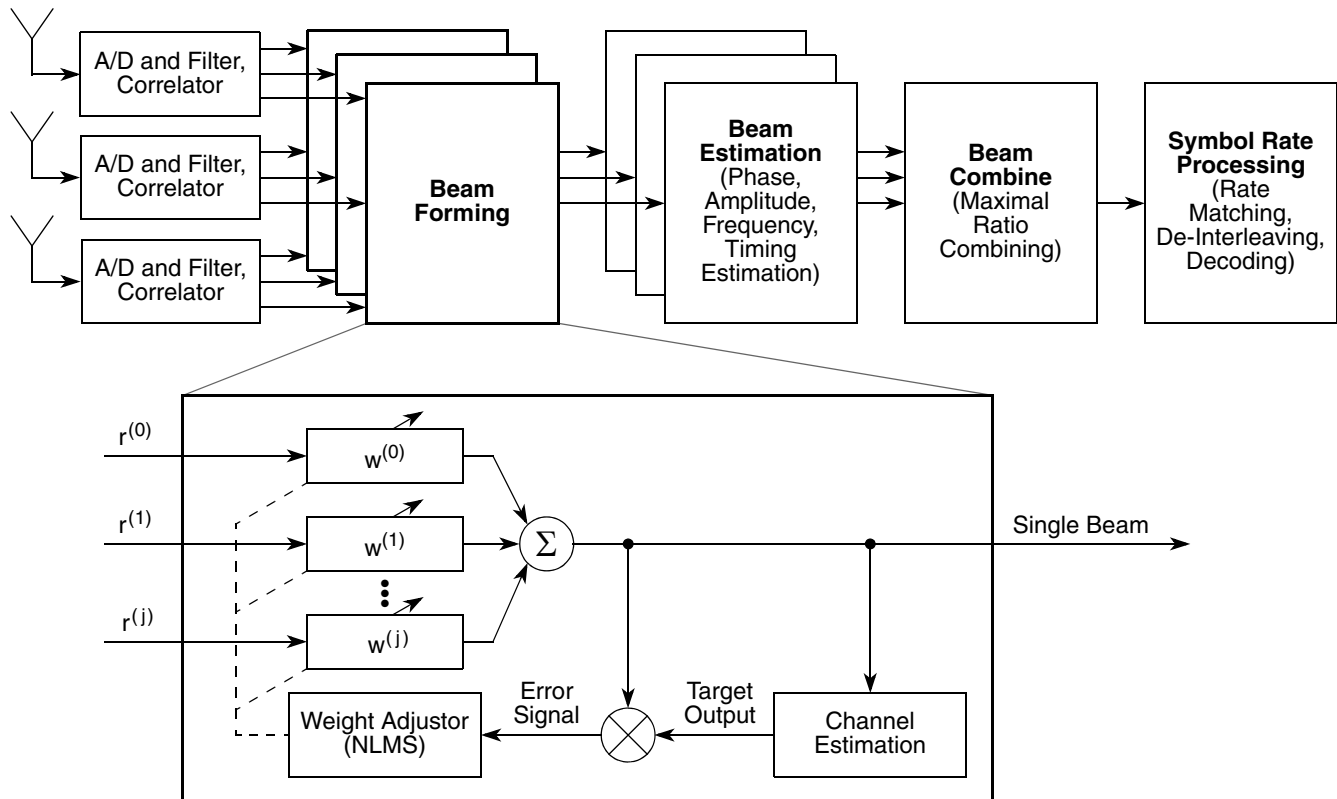 A/D and Filter,
Correlator
A/D and Filter,
Correlator
A/D and Filter,
Correlator
Beam
Forming
Beam
Estimation
(Phase,
Amplitude,
Frequency,
Timing
Estimation)
Beam
Combine
(Maximal
Ratio
Combining)
Symbol Rate
Processing
(Rate
Matching,
De-Interleaving,
Decoding)
r(0)
w(0)
r(1)
w(1)
Σ
Single Beam
r(j)
w(j)
Weight Adjustor
(NLMS)
Error
Signal
Target
Output
Channel
Estimation